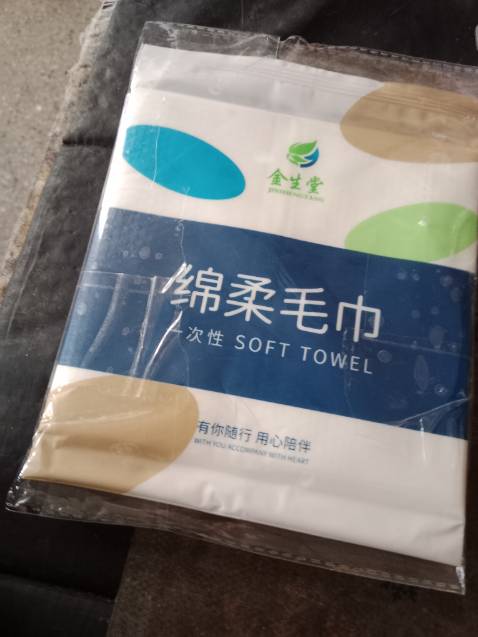 金生堂
JINSHENGTANG
绵柔毛巾
一次性 SOFT TOWEL
有你随行 用心陪伴
WITH YOU ACCOMPANY WITH HEART